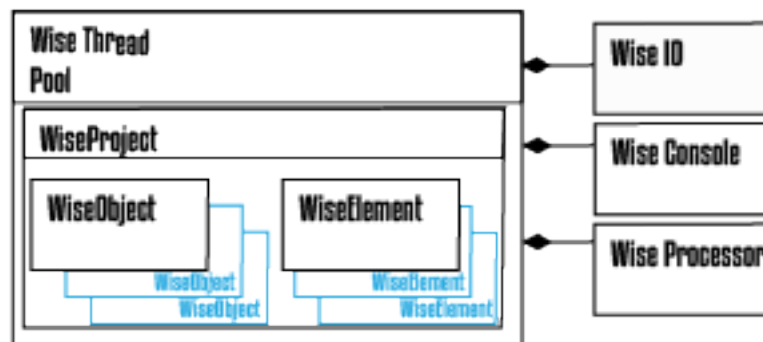 Wise Thread
Pool
Wise IO
WiseProject
Wise Console
WiseObject
WiseElement
Wise Processor
WiseObject
WiseElement
WiseObject
WiseElement